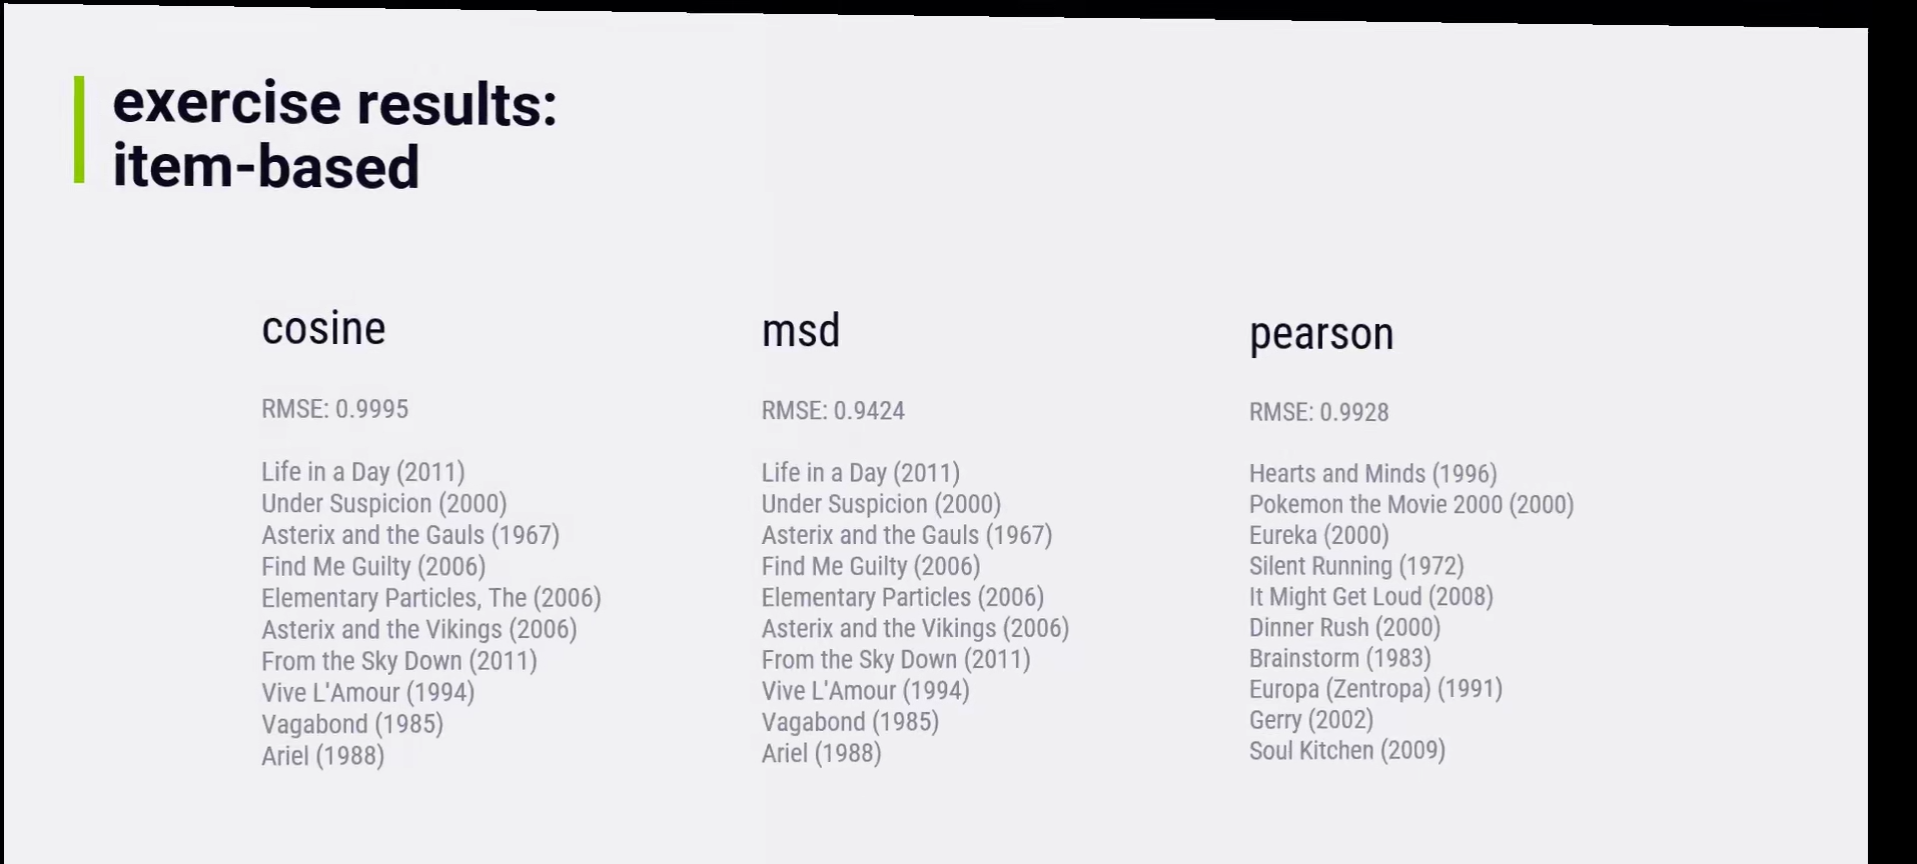 exercise results:
item-based
cosine
RMSE: 0.9995
Life in a Day (2011)
Under Suspicion (2000)
Asterix and the Gauls (1967)
Find Me Guilty (2006)
Elementary Particles, The (2006)
Asterix and the Vikings (2006)
From the Sky Down (2011)
Vive L'Amour (1994)
Vagabond (1985)
Ariel (1988)
msd
RMSE: 0.9424
Life in a Day (2011)
Under Suspicion (2000)
Asterix and the Gauls (1967)
Find Me Guilty (2006)
Elementary Particles (2006)
Asterix and the Vikings (2006)
From the Sky Down (2011)
Vive L'Amour (1994)
Vagabond (1985)
Ariel (1988)
pearson
RMSE: 0.9928
Hearts and Minds (1996)
Pokemon the Movie 2000 (2000)
Eureka (2000)
Silent Running (1972)
It Might Get Loud (2008)
Dinner Rush (2000)
Brainstorm (1983)
Europa (Zentropa) (1991)
Gerry (2002)
Soul Kitchen (2009)